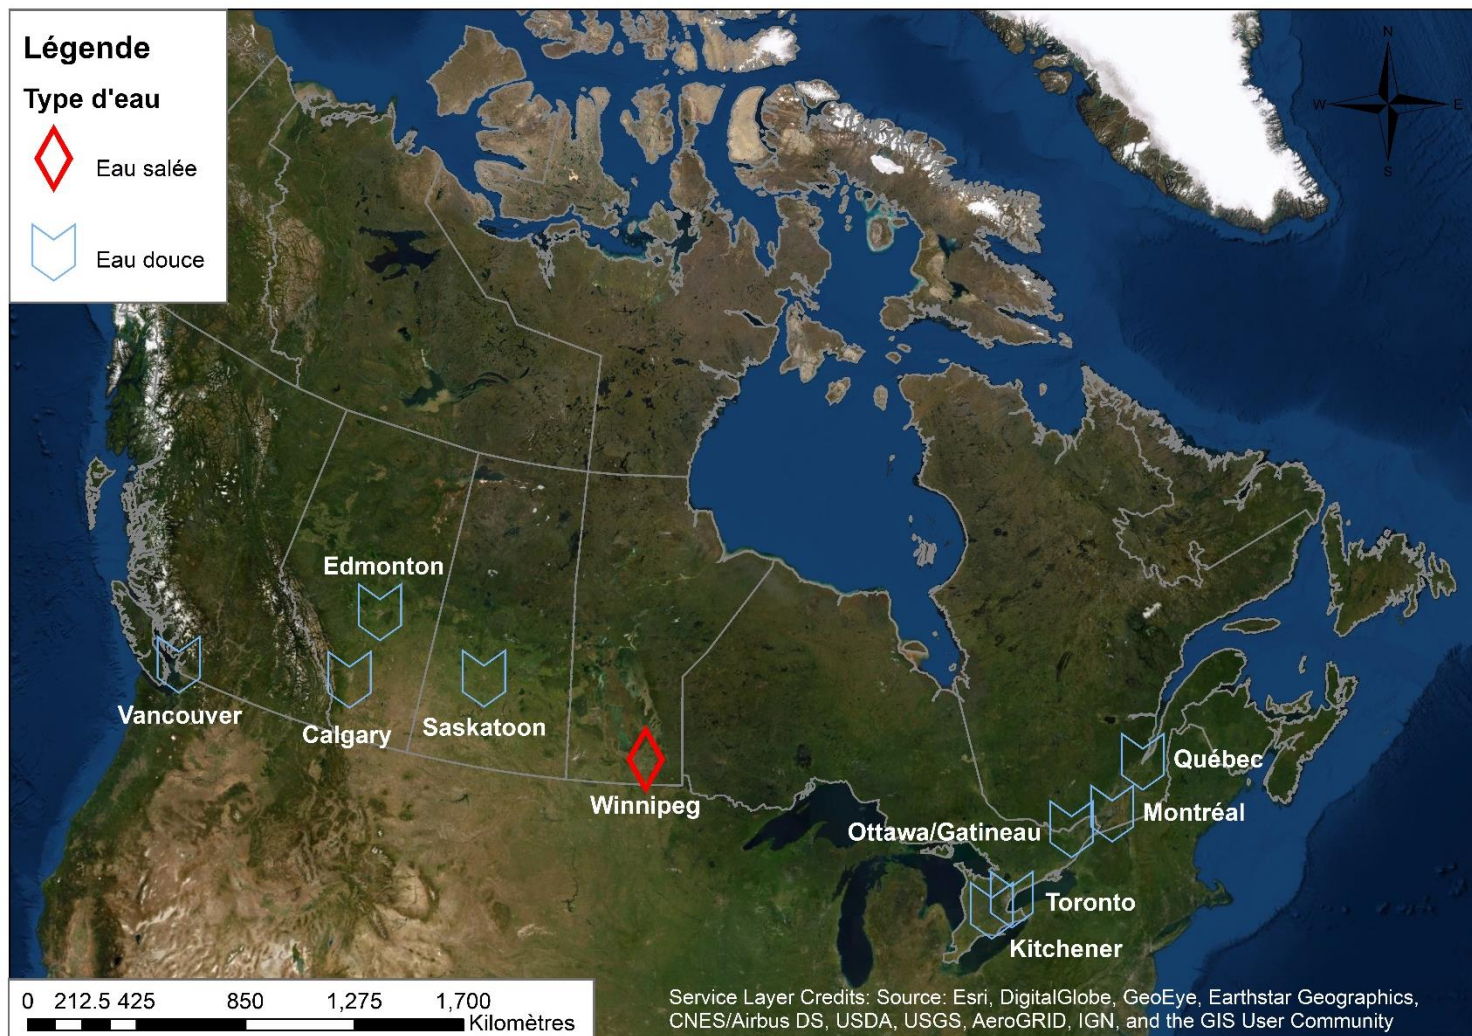 Légende
Type d'eau
Eau salée
Eau douce
N
W
E
S
Edmonton
Vancouver
Calgary
Saskatoon
Winnipeg
Québec
Montréal
Ottawa/Gatineau
Toronto
Kitchener
0 212.5 425 850 1,275 1,700
Kilomètres
Service Layer Credits: Source: Esri, DigitalGlobe, GeoEye, Earthstar Geographics,
CNES/Airbus DS, USDA, USGS, AeroGRID, IGN, and the GIS User Community